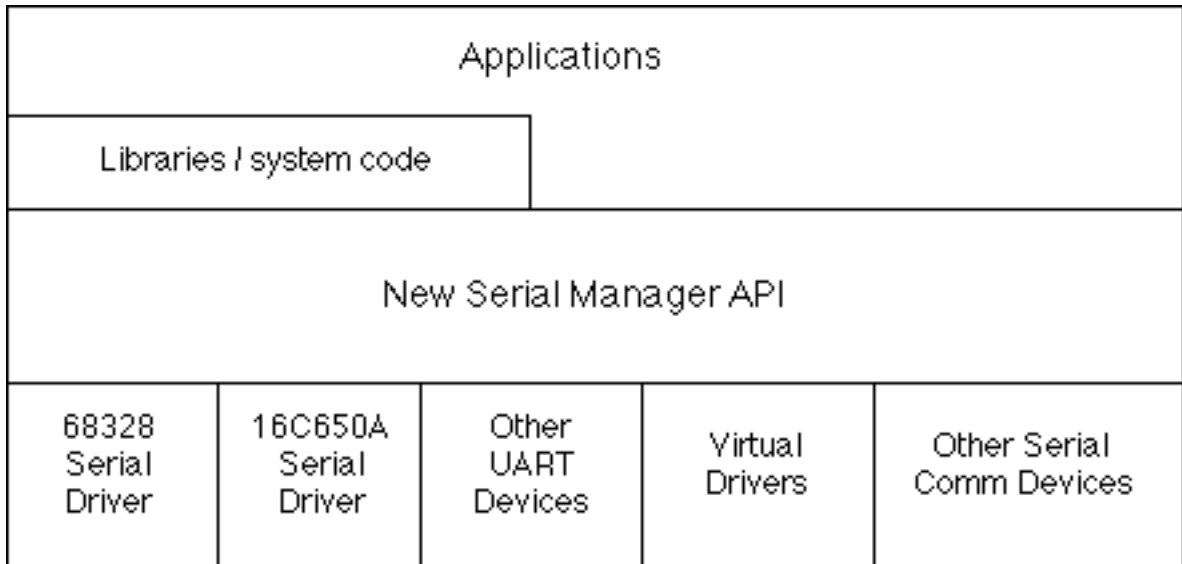 Applications
Libraries / system code
New Serial Manager API
68328
Serial
Driver
16C650A
Serial
Driver
Other
UART
Devices
Virtual
Drivers
Other Serial
Comm Devices